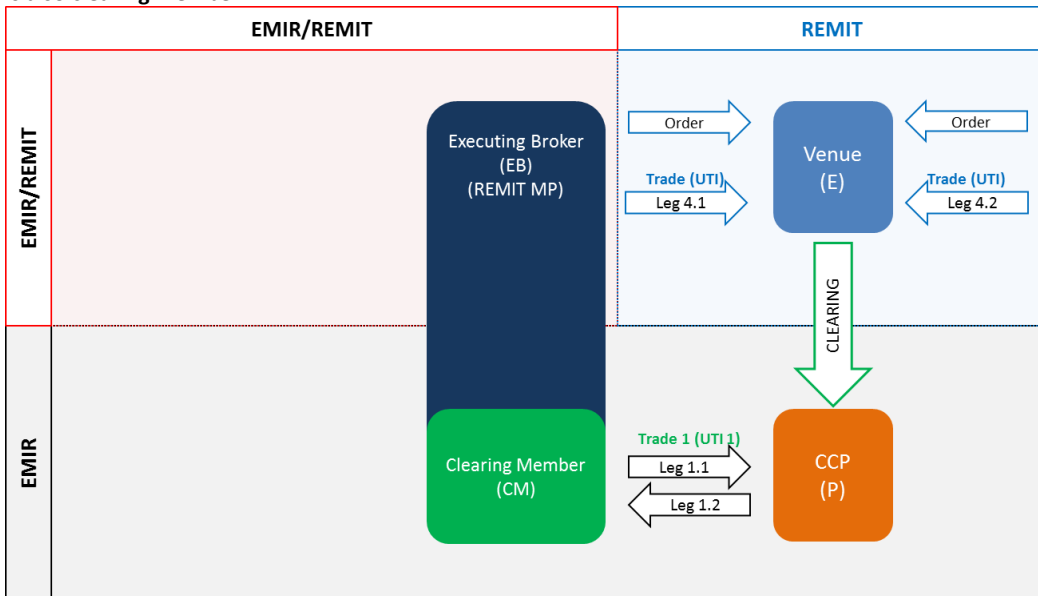 EMIR/REMIT
REMIT
EMIR/REMIT
Executing Broker
(EB)
(REMIT MP)
Order
Venue
(E)
Order
Trade (UTI)
Leg 4.1
Trade (UTI)
Leg 4.2
CLEARING
EMIR
Clearing Member
(CM)
Trade 1 (UTI 1)
Leg 1.1
Leg 1.2
CCP
(P)